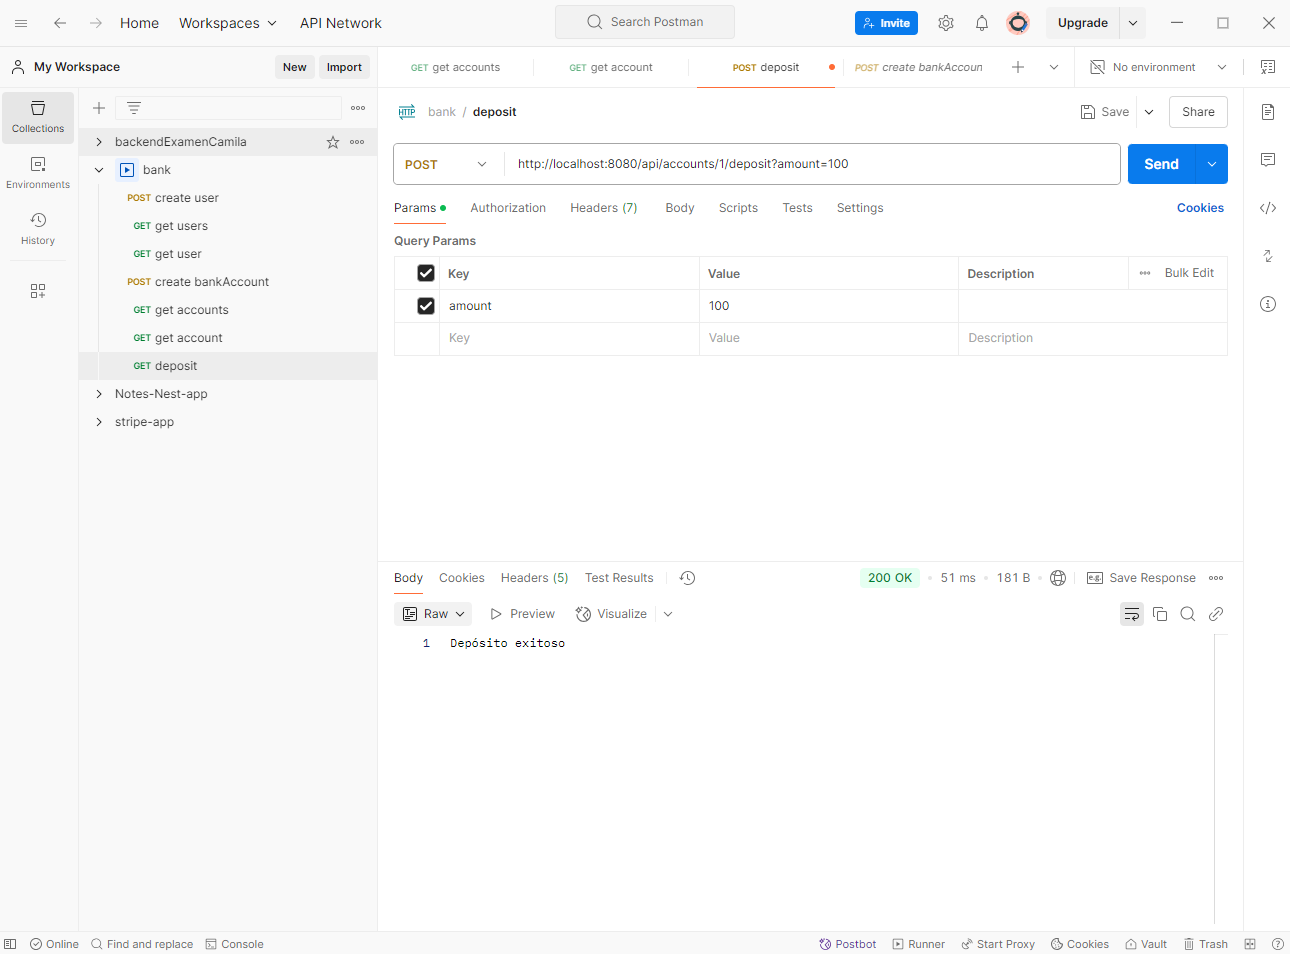 Home Workspaces API Network Search Postman Invite Upgrade
My Workspace New Import GET get accounts GET get account POST deposit POST create bankAccoun No environment
Collections
Environments
History
backendExamenCamila
bank
POST create user
GET get users
GET get user
POST create bankAccount
GET get accounts
GET get account
GET deposit
Notes-Nest-app
stripe-app
HTTP bank / deposit Save Share
POST http://localhost:8080/api/accounts/1/deposit?amount=100 Send
Params Authorization Headers (7) Body Scripts Tests Settings Cookies
Query Params
Key Value Description Bulk Edit
amount 100
Key Value Description
Body Cookies Headers (5) Test Results 200 OK 51 ms 181 B e.g. Save Response
Raw Preview Visualize
1 Depósito exitoso
Online Find and replace Console Postbot Runner Start Proxy Cookies Vault Trash